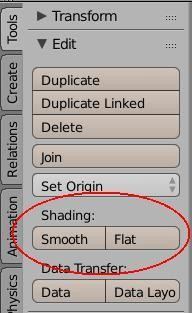 Tools
Create
Relations
Animation
Physics
Transform
Edit
Duplicate
Duplicate Linked
Delete
Join
Set Origin
Shading:
Smooth Flat
Data Transfer:
Data Data Layo